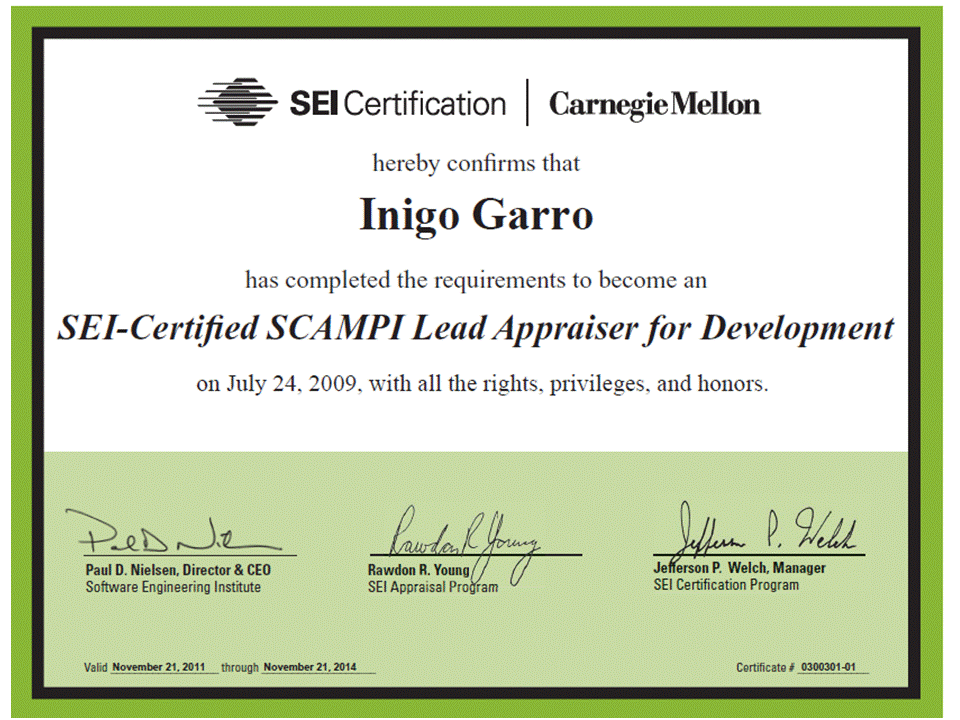 SEI Certification | Carnegie Mellon
hereby confirms that
Inigo Garro
has completed the requirements to become an
SEI-Certified SCAMPI Lead Appraiser for Development
on July 24, 2009, with all the rights, privileges, and honors.
Paul D. Nielsen, Director & CEO
Software Engineering Institute
Rawdon R. Young
SEI Appraisal Program
Jefferson P. Welch
Jefferson P. Welch, Manager
SEI Certification Program
Valid November 21, 2011 through November 21, 2014
Certificate # 0300301-01